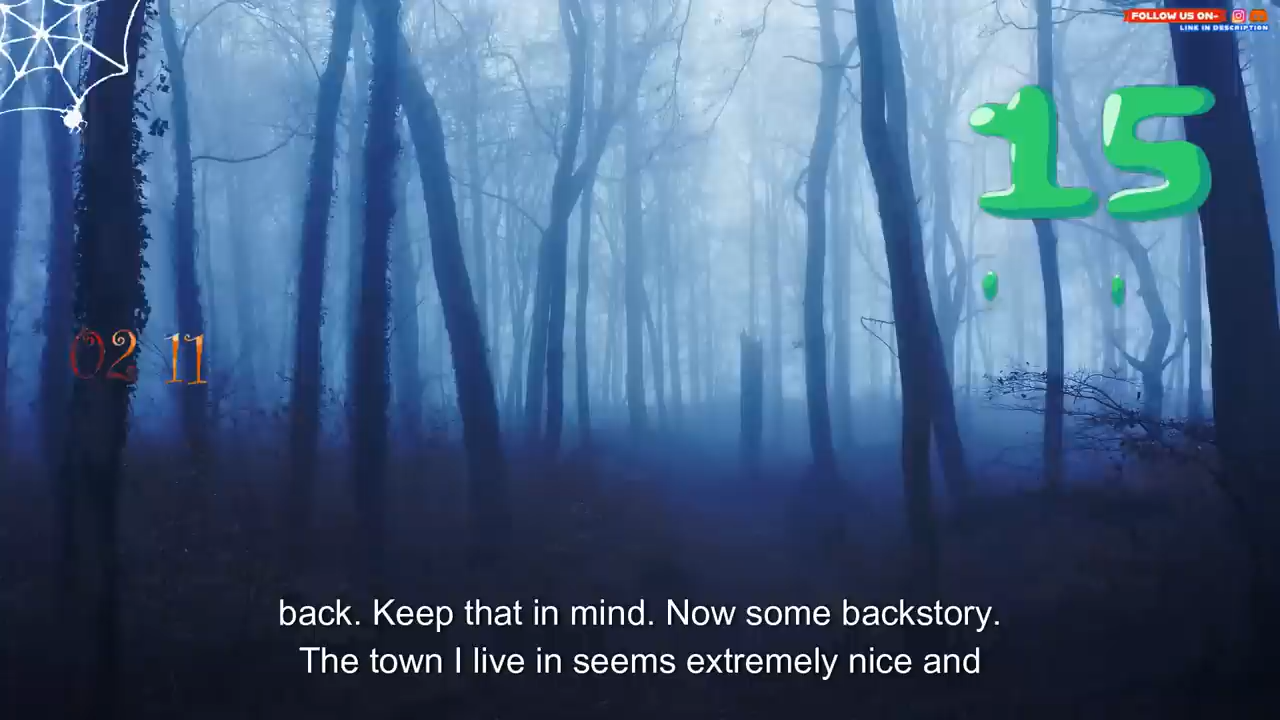 FOLLOW US ON-
LINK IN DESCRIPTION
15
02 11
back. Keep that in mind. Now some backstory.
The town I live in seems extremely nice and